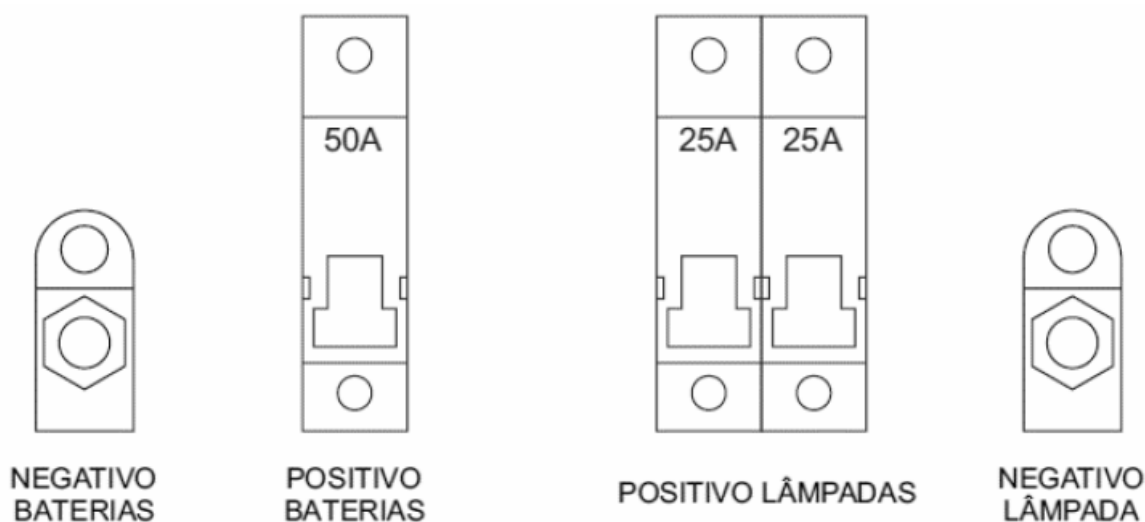 50A
25A 25A
NEGATIVO
BATERIAS
POSITIVO
BATERIAS
POSITIVO LÂMPADAS
NEGATIVO
LÂMPADA